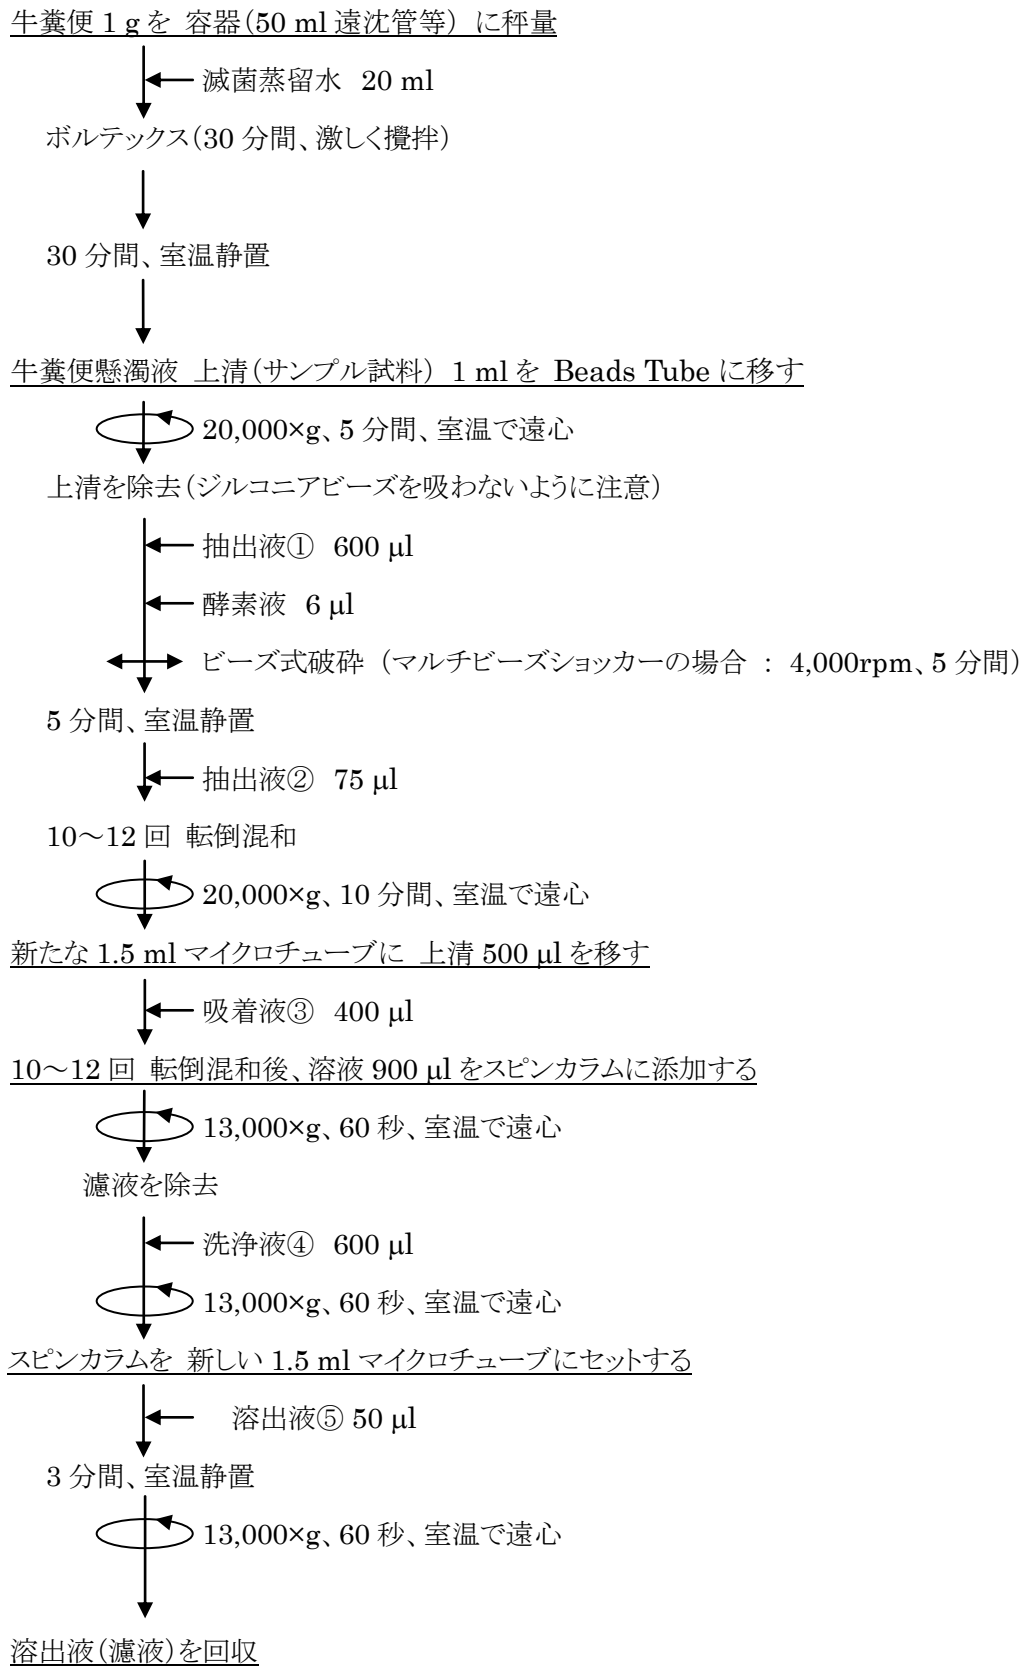 牛糞便 1 g を 容器(50 ml 遠沈管等) に秤量
滅菌蒸留水 20 ml
ボルテックス(30 分間、激しく攪拌)
30 分間、室温静置
牛糞便懸濁液 上清(サンプル試料) 1 ml を Beads Tube に移す
20,000×g、5 分間、室温で遠心
上清を除去(ジルコニアビーズを吸わないように注意)
抽出液① 600 µl
酵素液 6 µl
ビーズ式破砕 (マルチビーズショッカーの場合 : 4,000rpm、5 分間)
5 分間、室温静置
抽出液② 75 µl
10～12 回 転倒混和
20,000×g、10 分間、室温で遠心
新たな 1.5 ml マイクロチューブに 上清 500 µl を移す
吸着液③ 400 µl
10～12 回 転倒混和後、溶液 900 µl をスピンカラムに添加する
13,000×g、60 秒、室温で遠心
濾液を除去
洗浄液④ 600 µl
13,000×g、60 秒、室温で遠心
スピンカラムを 新しい 1.5 ml マイクロチューブにセットする
溶出液⑤ 50 µl
3 分間、室温静置
13,000×g、60 秒、室温で遠心
溶出液(濾液)を回収